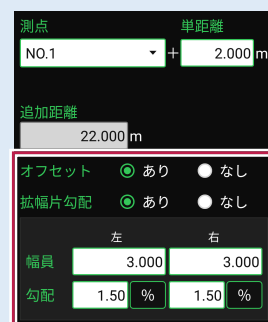 測点 単距離
NO.1 + 2.000 m
追加距離
22.000 m
オフセット あり なし
拡幅片勾配 あり なし
左 右
幅員 3.000 3.000
勾配 1.50 % 1.50 %